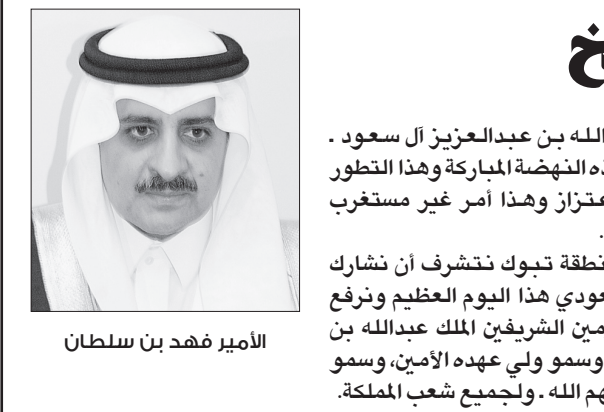 خ
الله بن عبدالعزيز آل سعود .
ذه النهضة المباركة وهذا التطور
عتزاز وهذا أمر غير مستغرب
.
نطقة تبوك نتشرف أن نشارك
عودي هذا اليوم العظيم ونرفع
مين الشريفين الملك عبدالله بن
وسمو ولي عهده الأمين، وسمو
هم الله . ولجميع شعب المملكة.
الأمير فهد بن سلطان